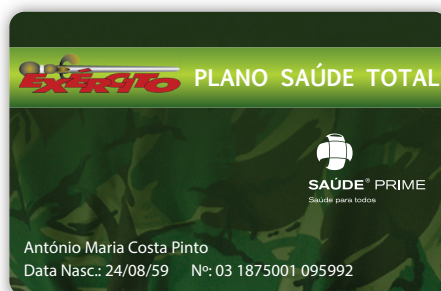 EXÉRCITO PLANO SAÚDE TOTAL
SAÚDE® PRIME
Saúde para todos
António Maria Costa Pinto
Data Nasc.: 24/08/59 Nº: 03 1875001 095992